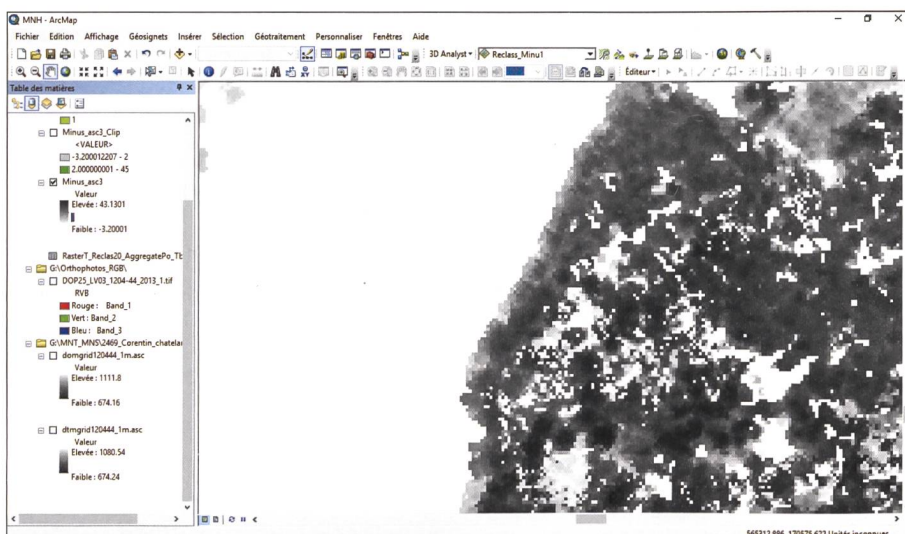 MNH - ArcMap
Fichier Edition Affichage Géosignets Insérer Sélection Géotraitement Personnaliser Fenêtres Aide
3D Analyst Reclass_Minu1
Éditeur
Table des matières
1
Minus_asc3_Clip
<VALEUR>
-3.200012207 - 2
2.000000001 - 45
Minus_asc3
Valeur
Elevée : 43.1301
Faible : -3.20001
RasterT_Reclas20_AggregatePo_Tb
G:\Orthophotos_RGB\
DOP25_LV03_1204-44_2013_1.tif
RVB
Rouge : Band_1
Vert : Band_2
Bleu : Band_3
G:\MNT_MNS\2469_Corentin_chatelai
domgrid120444_1m.asc
Valeur
Elevée : 1111.8
Faible : 674.16
dtmgrid120444_1m.asc
Valeur
Elevée : 1080.54
Faible : 674.24